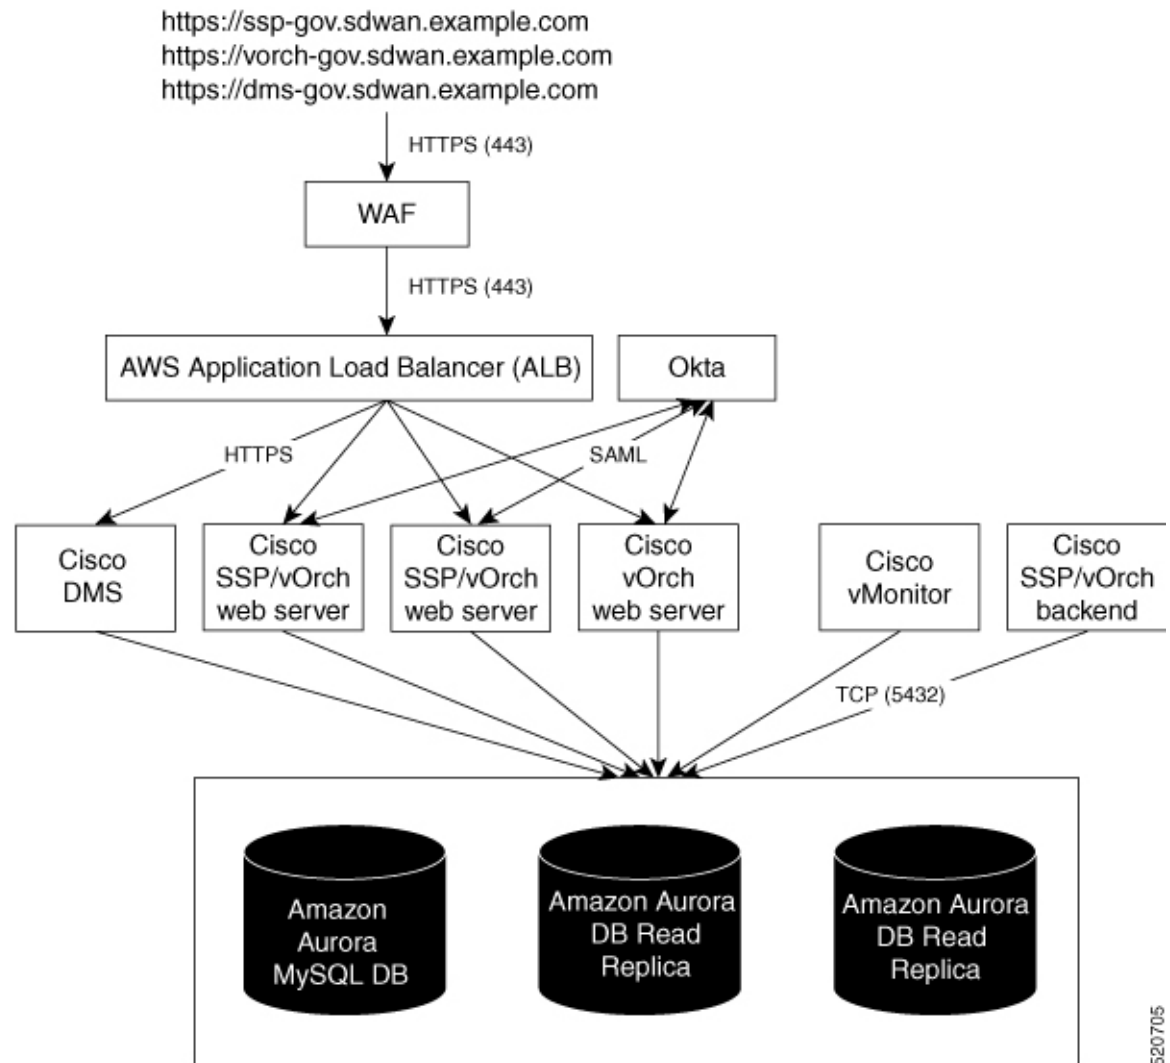 https://ssp-gov.sdwan.example.com
https://vorch-gov.sdwan.example.com
https://dms-gov.sdwan.example.com
HTTPS (443)
WAF
HTTPS (443)
AWS Application Load Balancer (ALB)
Okta
HTTPS
SAML
Cisco
DMS
Cisco
SSP/vOrch
web server
Cisco
SSP/vOrch
web server
Cisco
vOrch
web server
Cisco
vMonitor
Cisco
SSP/vOrch
backend
TCP (5432)
Amazon
Aurora
MySQL DB
Amazon Aurora
DB Read
Replica
Amazon Aurora
DB Read
Replica
520705